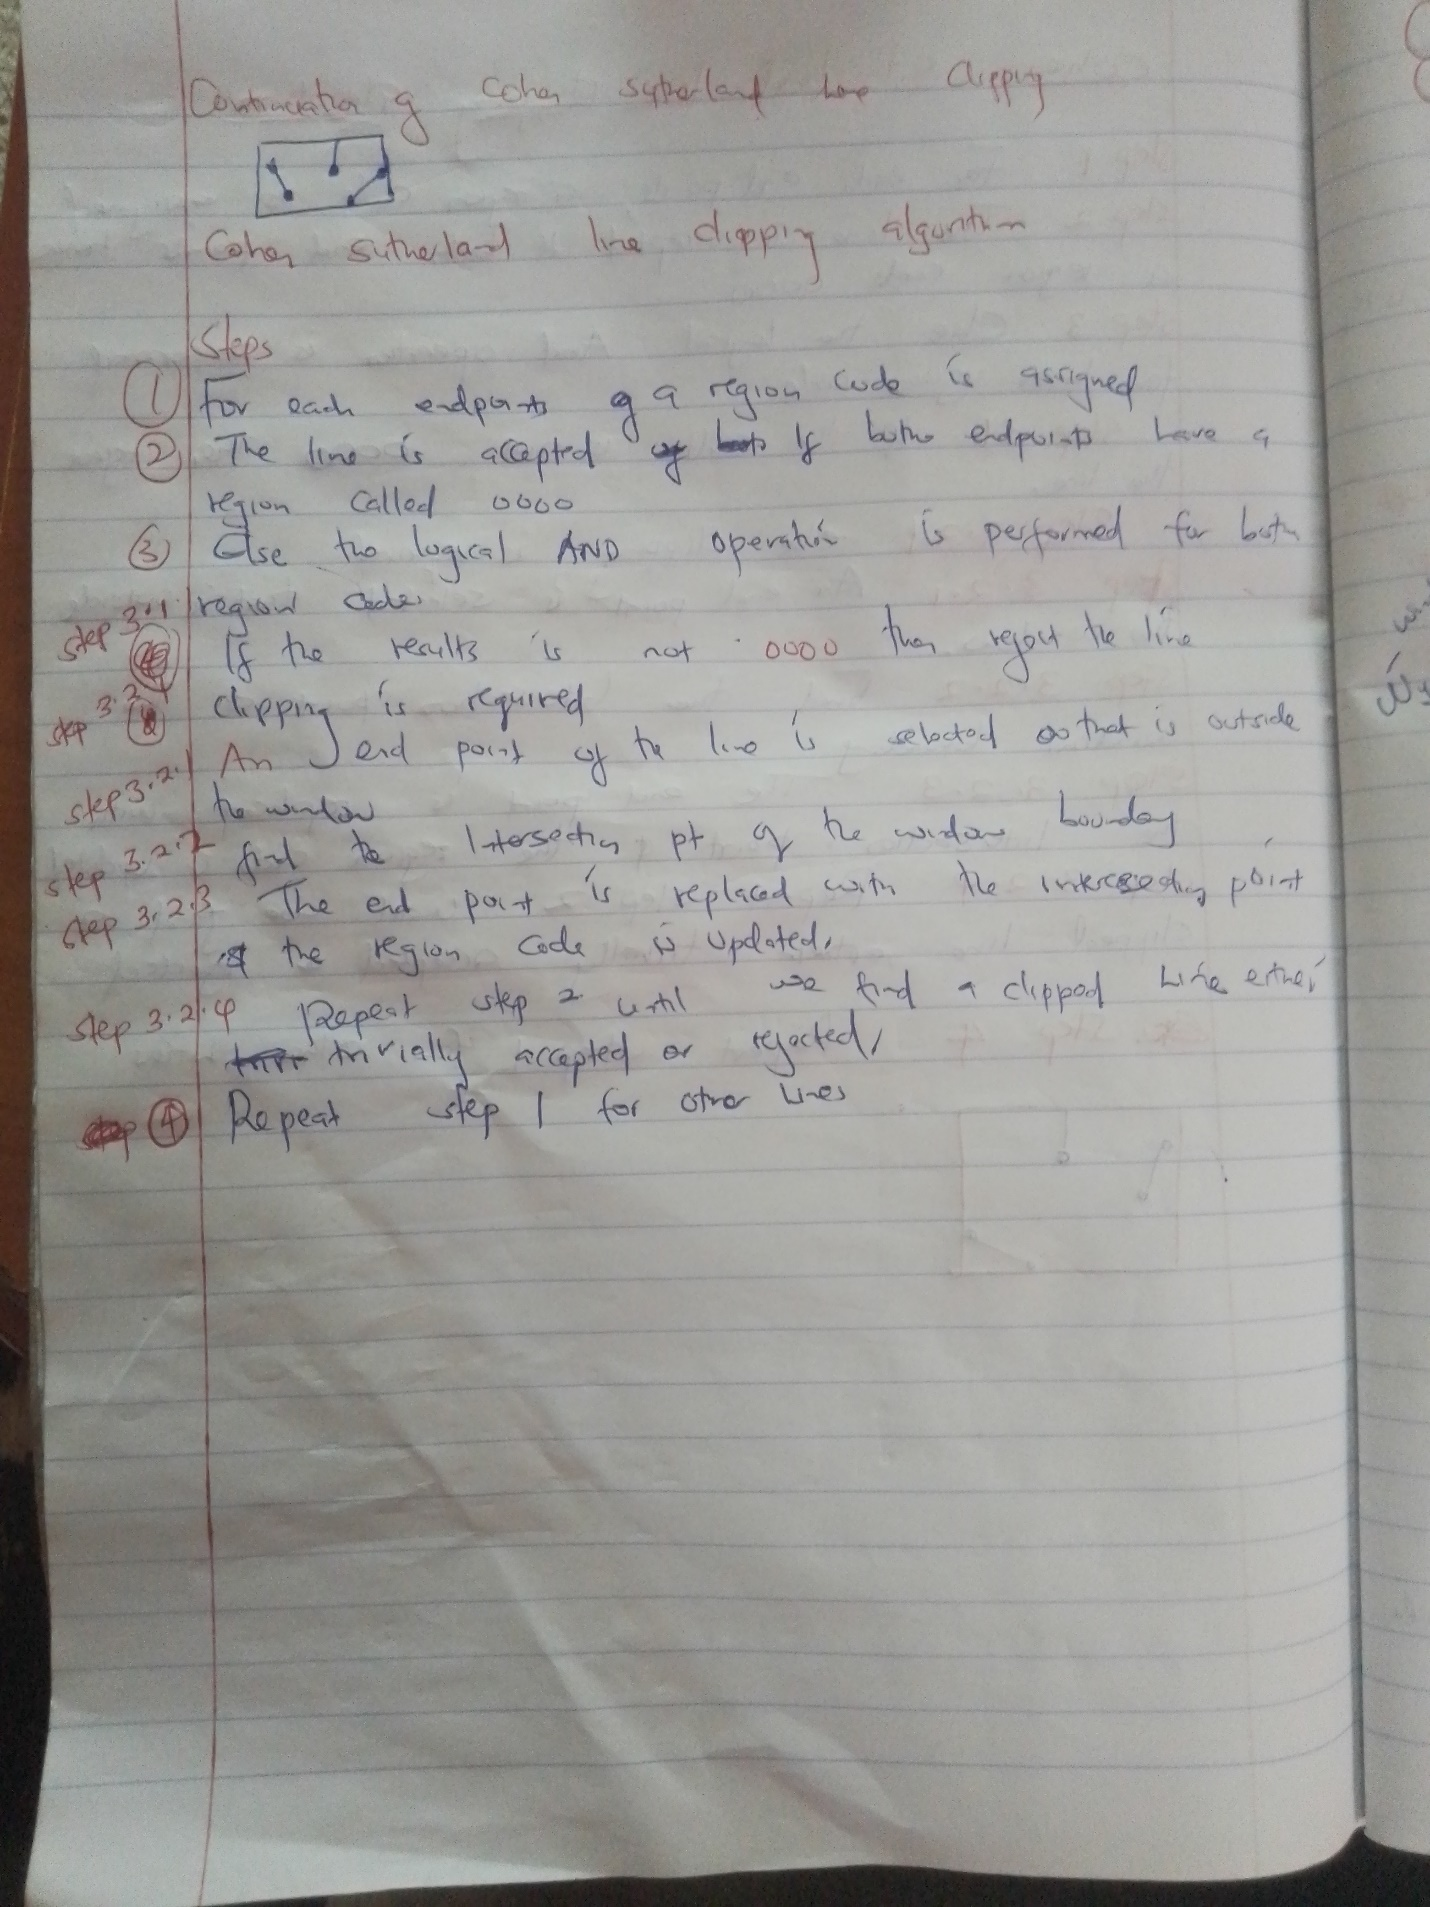 Continuation of Cohen sutherland line Clipping
Cohen sutherland line clipping algorithm
Steps
① For each endpoints of a region code is assigned
② The line is accepted If both endpoints have a
region called 0000
③ Else the logical AND operation is performed for both
region codes
step 3.1 If the results is not 0000 then reject the line
step 3.2 Clipping is required
step 3.2.1 An end point of the line is selected that is outside
the window
step 3.2.2 find the Intersecting pt of the window boundary
step 3.2.3 The end point is replaced with the intersecting point
& the region code is updated.
step 3.2.4 Repeat step 2 until we find a clipped Line either
trivially accepted or rejected,
④ Repeat step 1 for other Lines